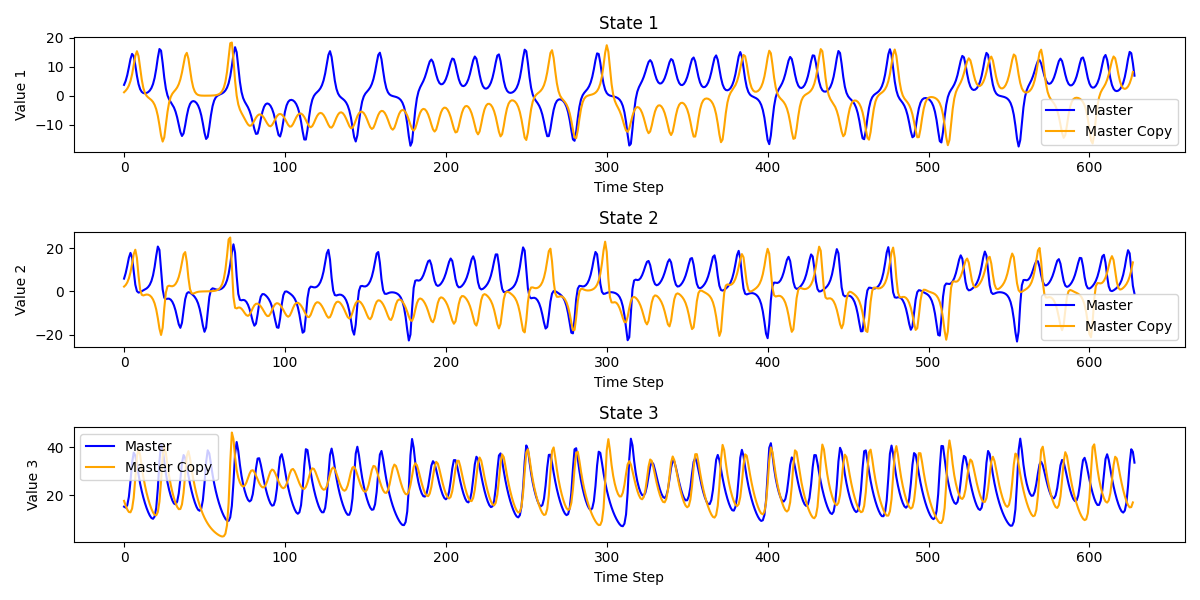 State 1
Value 1
20
10
0
−10
Master
Master Copy
0 100 200 300 400 500 600
Time Step
State 2
Value 2
20
0
−20
Master
Master Copy
0 100 200 300 400 500 600
Time Step
State 3
Value 3
40
20
Master
Master Copy
0 100 200 300 400 500 600
Time Step